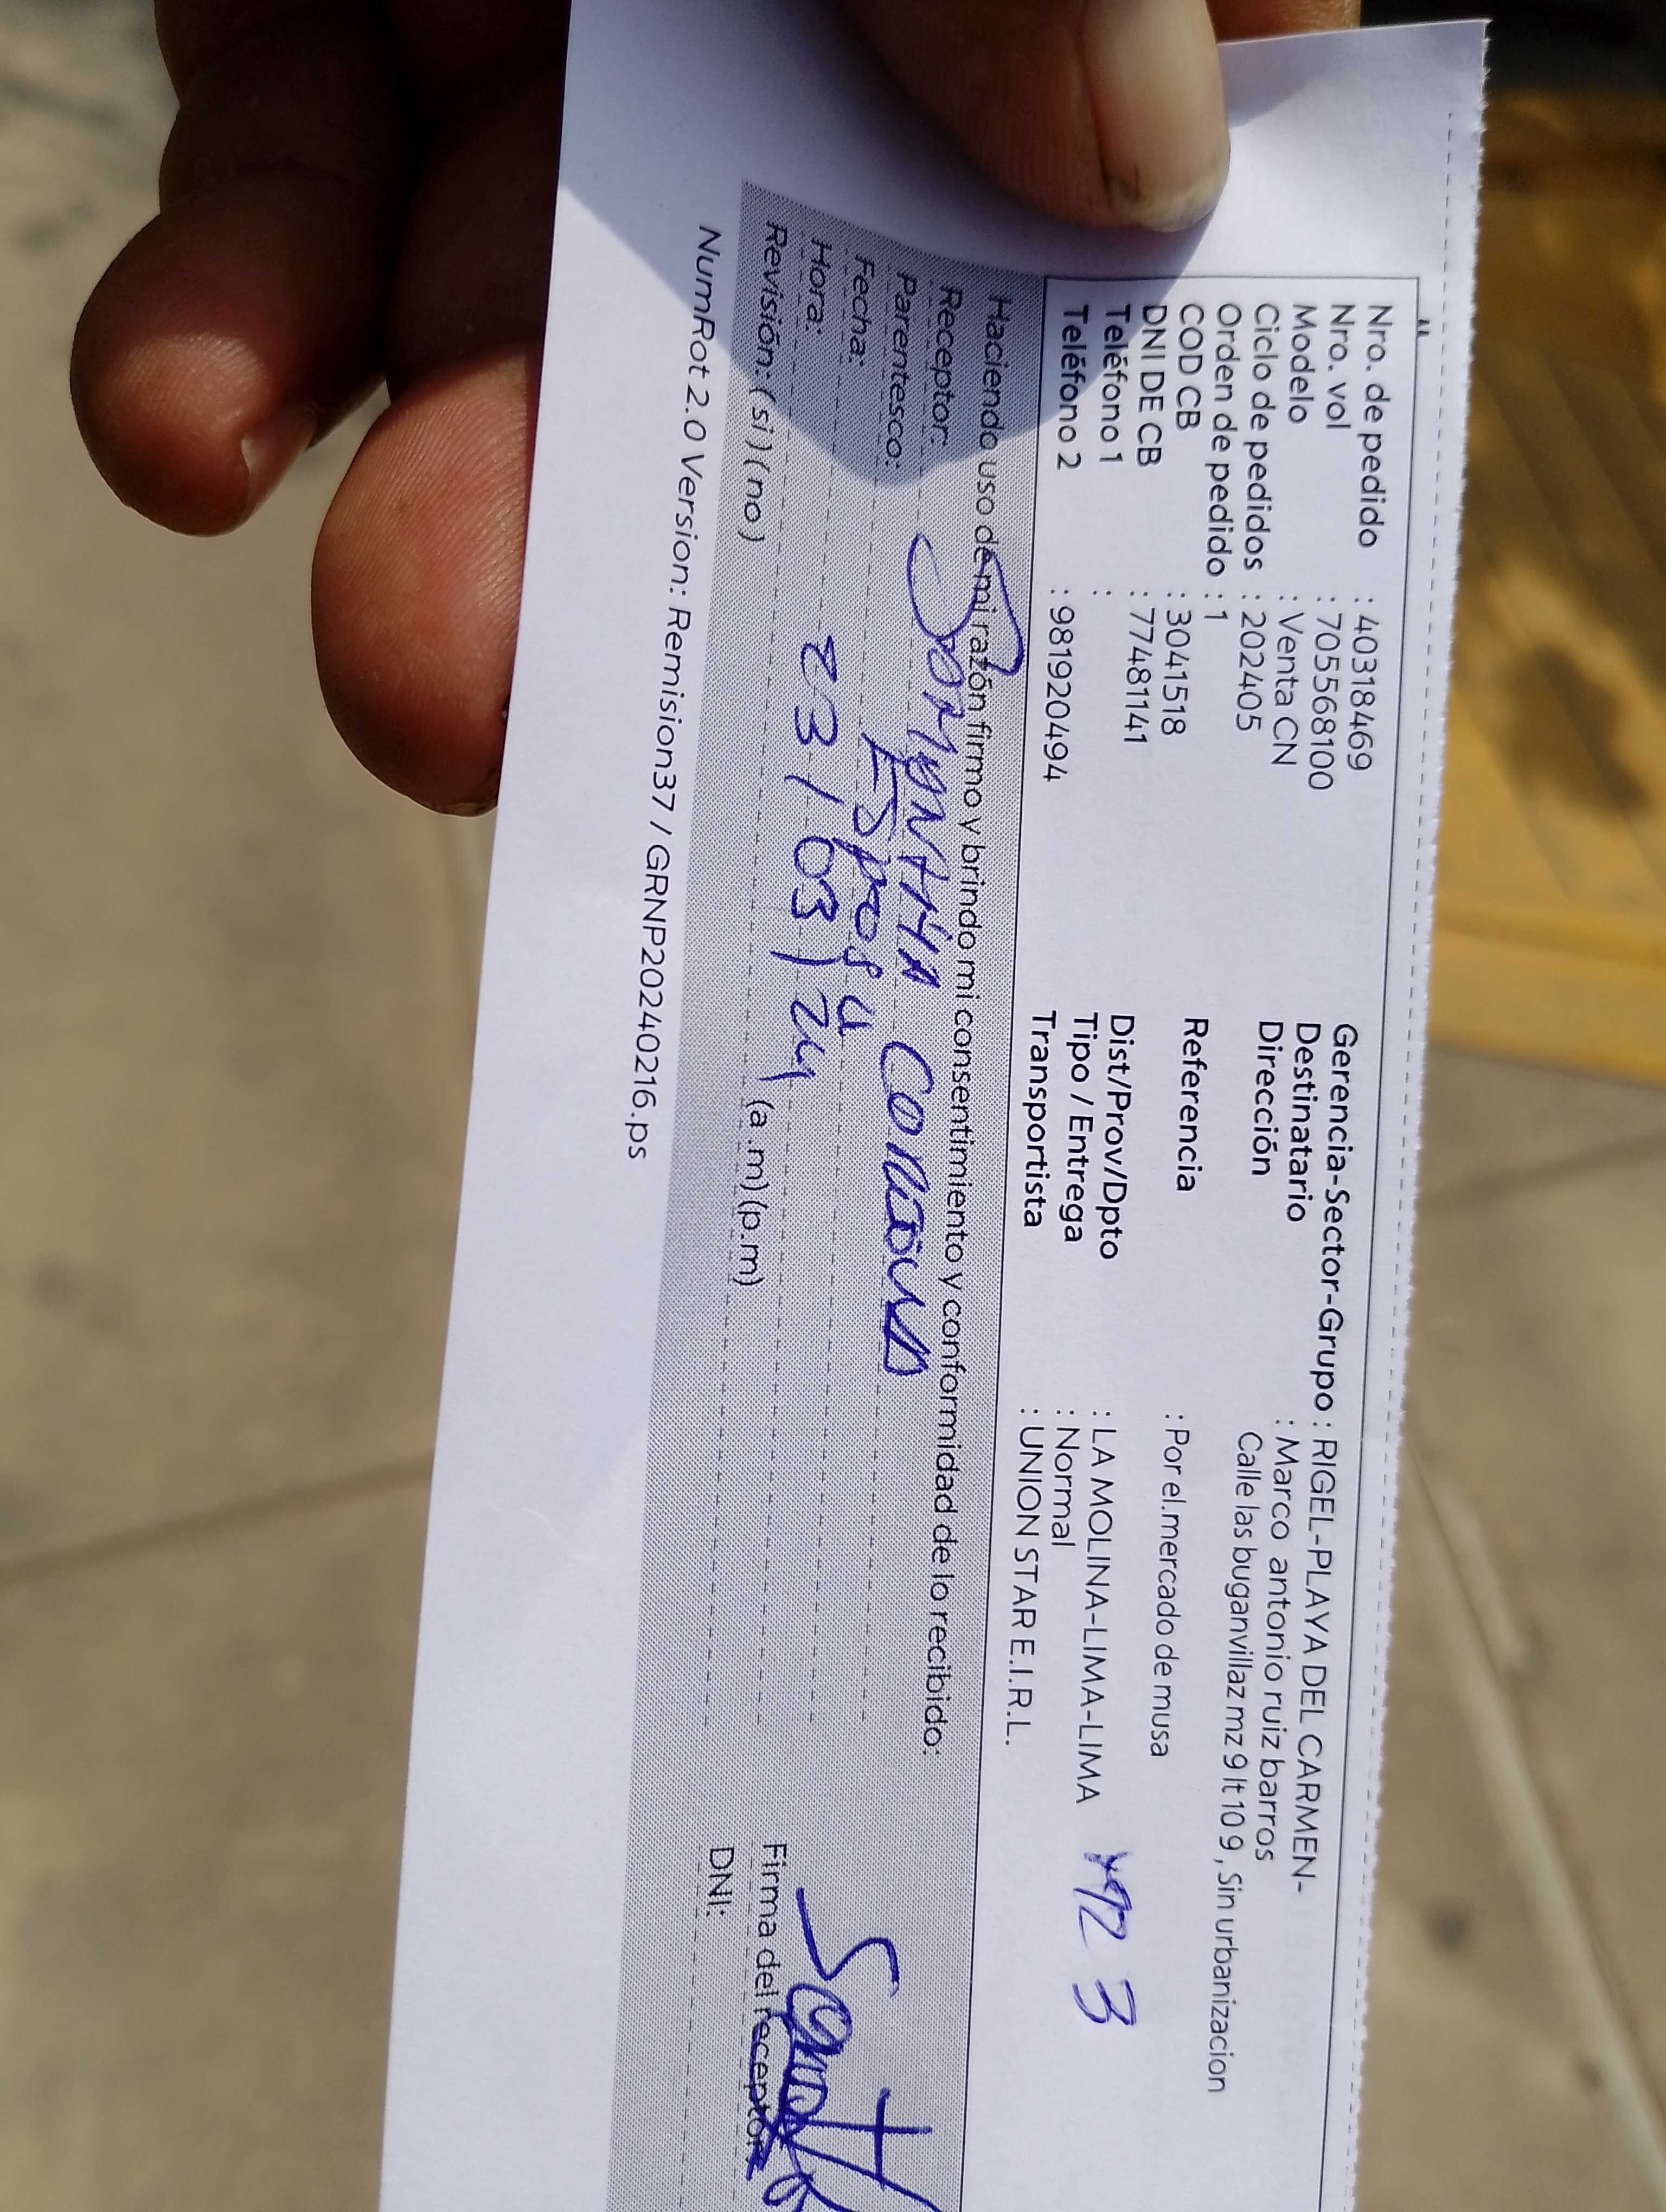 Nro. de pedido : 40318469
Nro. vol : 705568100
Modelo : Venta CN
Ciclo de pedidos : 202405
Orden de pedido : 1
COD CB : 3041518
DNI DE CB : 77481141
Teléfono 1 :
Teléfono 2 : 981920494
Gerencia-Sector-Grupo : RIGEL-PLAYA DEL CARMEN-
Destinatario : Marco antonio ruiz barros
Dirección Calle las buganvillaz mz 9 lt 10 9 , Sin urbanizacion
Referencia : Por el.mercado de musa
Dist/Prov/Dpto : LA MOLINA-LIMA-LIMA
Tipo / Entrega : Normal
Transportista : UNION STAR E.I.R.L.
3
Haciendo uso de mi razón firmo y brindo mi consentimiento y conformidad de lo recibido:
Receptor:
Parentesco: Esposa
Fecha: 23/03/24
Hora: (a.m)(p.m)
Revisión: ( si ) ( no )
Firma del receptor
DNI:
NumRot 2.0 Version: Remision37 / GRNP20240216.ps